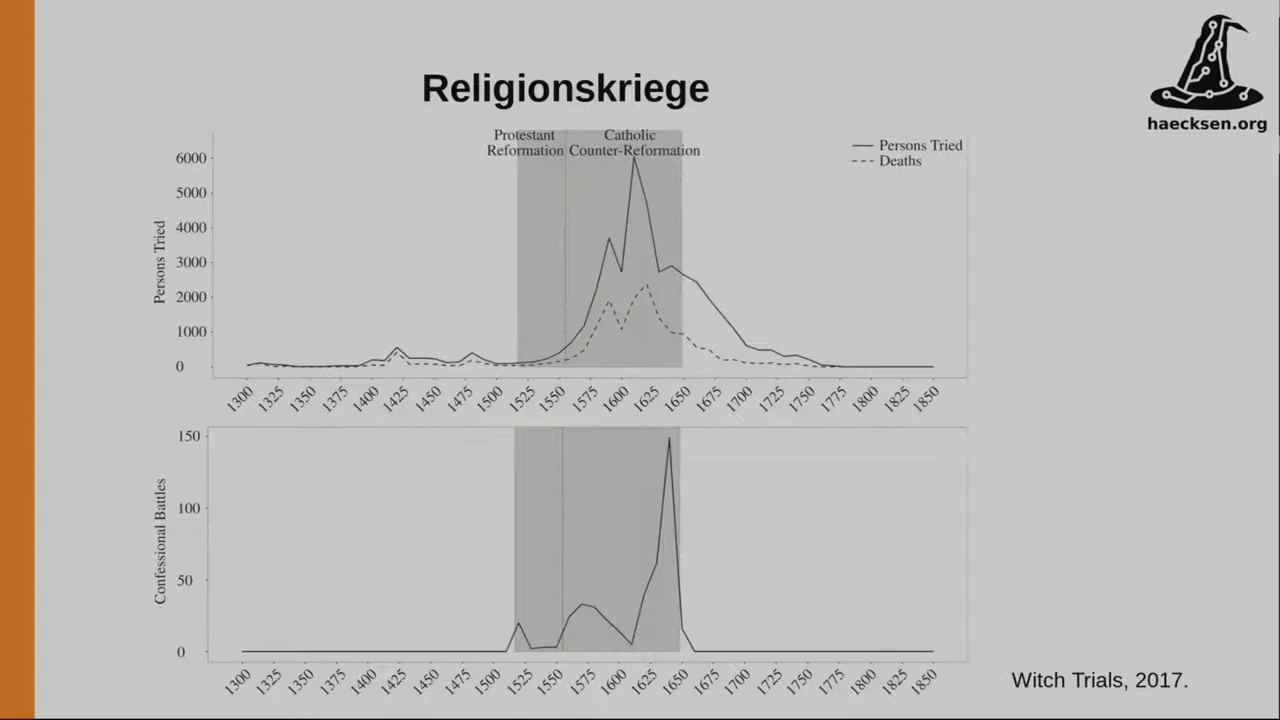 Religionskriege
haecksen.org
Protestant Catholic
Reformation Counter-Reformation
Persons Tried
Deaths
Persons Tried
6000
5000
4000
3000
2000
1000
0
1300 1325 1350 1375 1400 1425 1450 1475 1500 1525 1550 1575 1600 1625 1650 1675 1700 1725 1750 1775 1800 1825 1850
Confessional Battles
150
100
50
0
1300 1325 1350 1375 1400 1425 1450 1475 1500 1525 1550 1575 1600 1625 1650 1675 1700 1725 1750 1775 1800 1825 1850
Witch Trials, 2017.